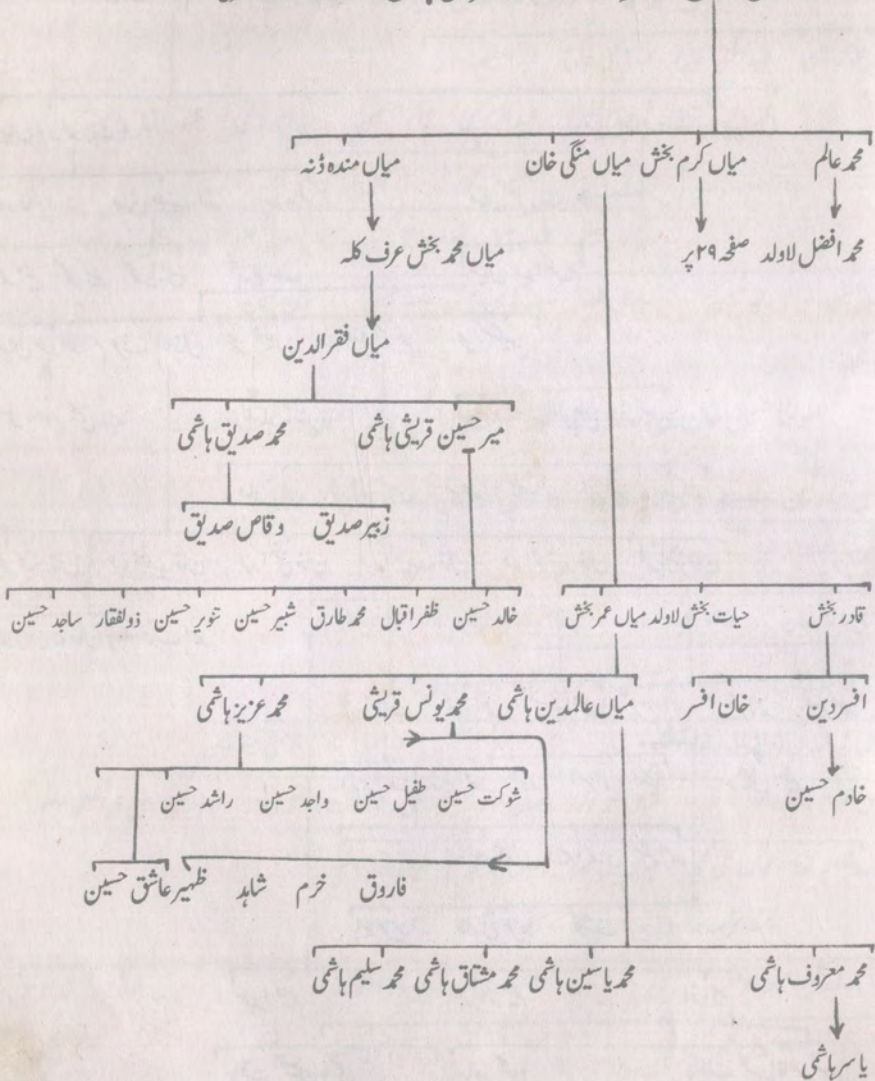 محمد عالم میاں کرم بخش میاں منگی خان میاں مندہ ڈنہ
محمد افضل لاولد صفحہ ۲۹ پر میاں محمد بخش عرف کلہ
میاں فقرالدین
میر حسین قریشی ہاشمی محمد صدیق ہاشمی
زبیر صدیق وقاص صدیق
قادر بخش حیات بخش لاولد میاں عمر بخش خالد حسین ظفر اقبال محمد طارق شبیر حسین تنویر حسین ذولفقار ساجد حسین
افسر دین خان افسر میاں عالمدین ہاشمی محمد یونس قریشی محمد عزیز ہاشمی
خادم حسین شوکت حسین طفیل حسین واجد حسین راشد حسین
فاروق خرم شاہد ظہیر عاشق حسین
محمد معروف ہاشمی محمد یاسین ہاشمی محمد مشتاق ہاشمی محمد سلیم ہاشمی
یاسر ہاشمی